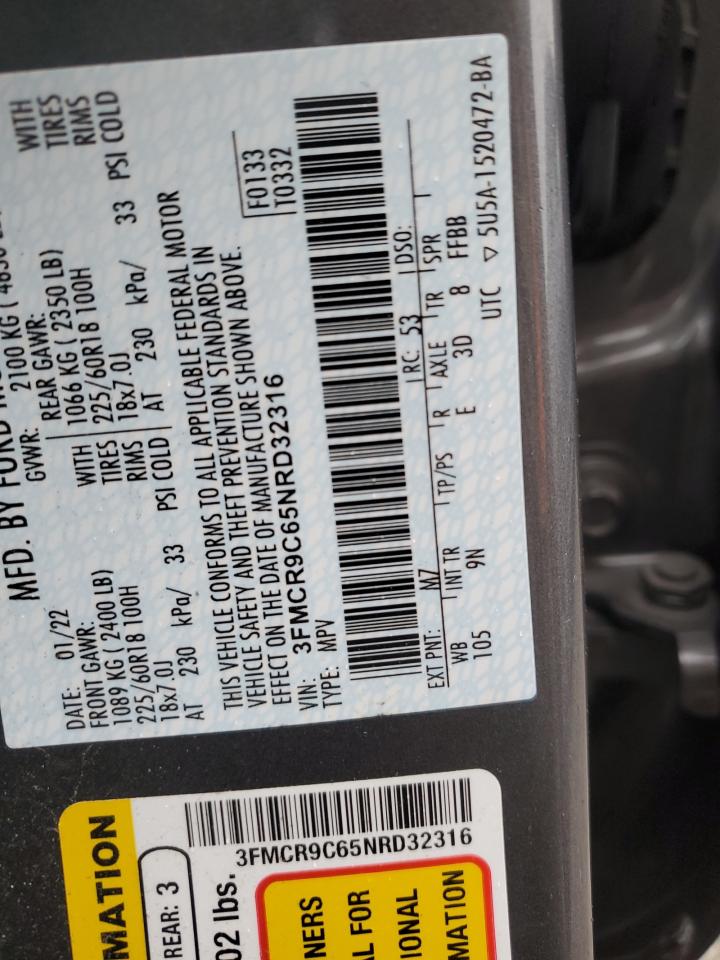 MFD. BY FORD
DATE: 01/22 GVWR: 2100 KG
FRONT GAWR: REAR GAWR:
1089 KG ( 2400 LB) WITH 1066 KG ( 2350 LB) WITH
225/60R18 100H TIRES 225/60R18 100H TIRES
18x7.0J RIMS 18x7.0J RIMS
AT 230 kPa/ 33 PSI COLD AT 230 kPa/ 33 PSI COLD
THIS VEHICLE CONFORMS TO ALL APPLICABLE FEDERAL MOTOR
VEHICLE SAFETY AND THEFT PREVENTION STANDARDS IN
EFFECT ON THE DATE OF MANUFACTURE SHOWN ABOVE.
VIN: 3FMCR9C65NRD32316
TYPE: MPV
F0133
T0332
EXT PNT: M7 RC: 53 DSO:
WB INT TR TP/PS R AXLE TR SPR
105 9N E 3D 8 FFBB
UTC ▽ 5U5A-1520472-BA
MATION
REAR: 3
02 lbs.
3FMCR9C65NRD32316
NERS
L FOR
IONAL
MATION